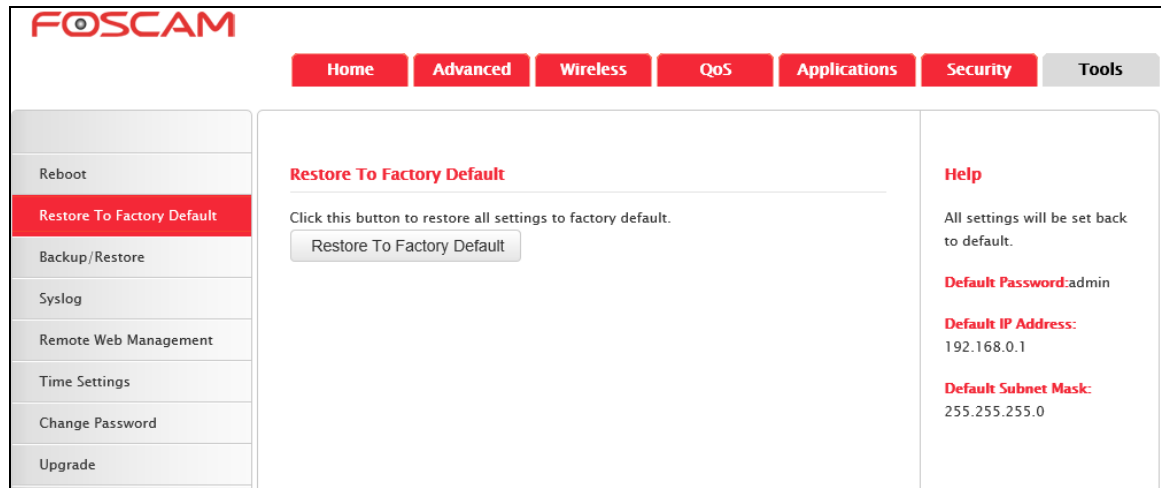 FOSCAM
Home Advanced Wireless QoS Applications Security Tools
Reboot
Restore To Factory Default
Backup/Restore
Syslog
Remote Web Management
Time Settings
Change Password
Upgrade
Restore To Factory Default
Click this button to restore all settings to factory default.
Restore To Factory Default
Help
All settings will be set back
to default.
Default Password:admin
Default IP Address:
192.168.0.1
Default Subnet Mask:
255.255.255.0